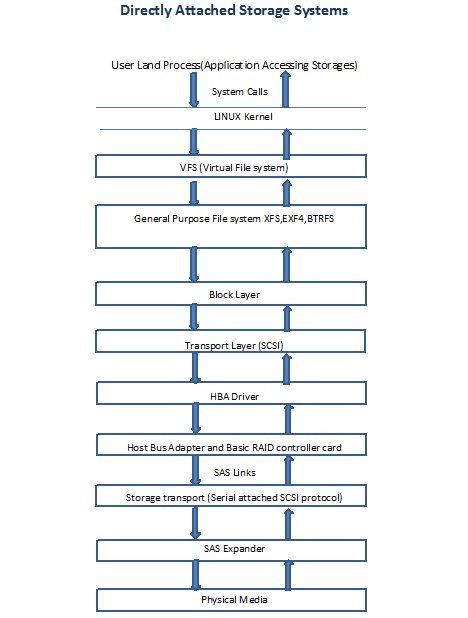 Directly Attached Storage Systems
User Land Process(Application Accessing Storages)
System Calls
LINUX Kernel
VFS (Virtual File system)
General Purpose File system XFS,EXF4,BTRFS
Block Layer
Transport Layer (SCSI)
HBA Driver
Host Bus Adapter and Basic RAID controller card
SAS Links
Storage transport (Serial attached SCSI protocol)
SAS Expander
Physical Media